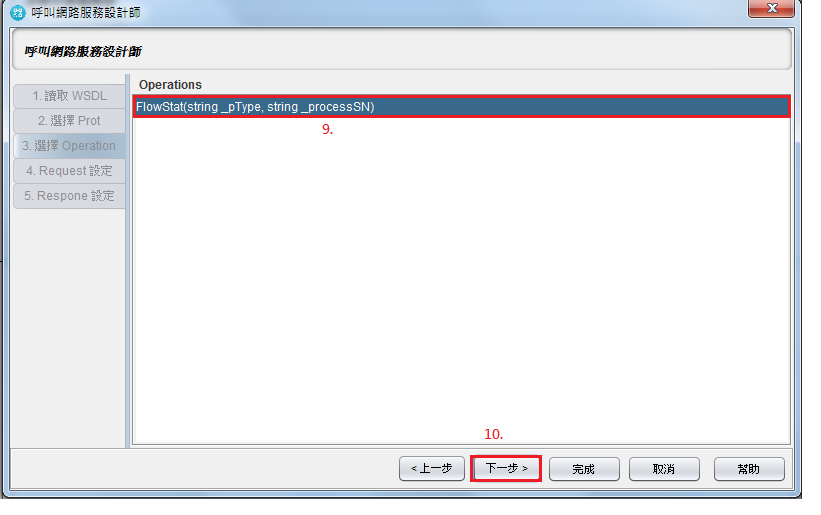 呼叫網路服務設計師
呼叫網路服務設計師
1. 讀取 WSDL
2. 選擇 Prot
3. 選擇 Operation
4. Request 設定
5. Respone 設定
Operations
FlowStat(string _pType, string _processSN)
9.
10.
< 上一步
下一步 >
完成
取消
幫助